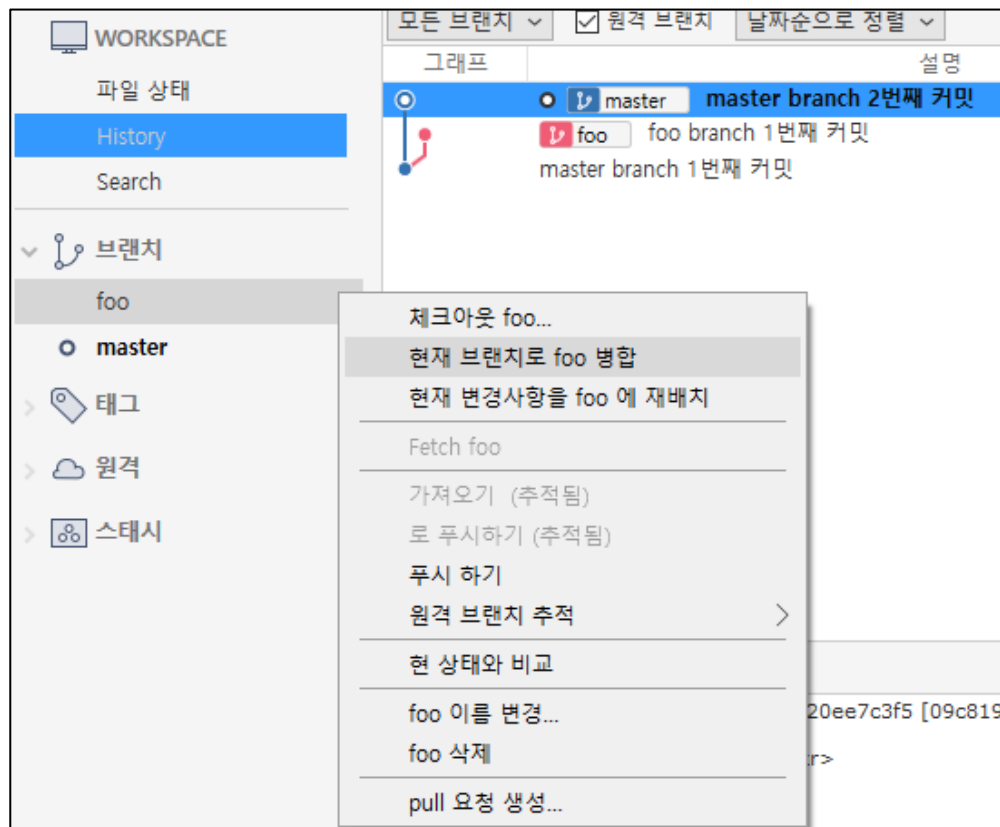 WORKSPACE
파일 상태
History
Search
브랜치
foo
master
태그
원격
스태시
모든 브랜치 원격 브랜치 날짜순으로 정렬
그래프 설명
master master branch 2번째 커밋
foo foo branch 1번째 커밋
master branch 1번째 커밋
체크아웃 foo...
현재 브랜치로 foo 병합
현재 변경사항을 foo 에 재배치
Fetch foo
가져오기 (추적됨)
로 푸시하기 (추적됨)
푸시 하기
원격 브랜치 추적
현 상태와 비교
foo 이름 변경...
foo 삭제
pull 요청 생성...
20ee7c3f5 [09c819
r>